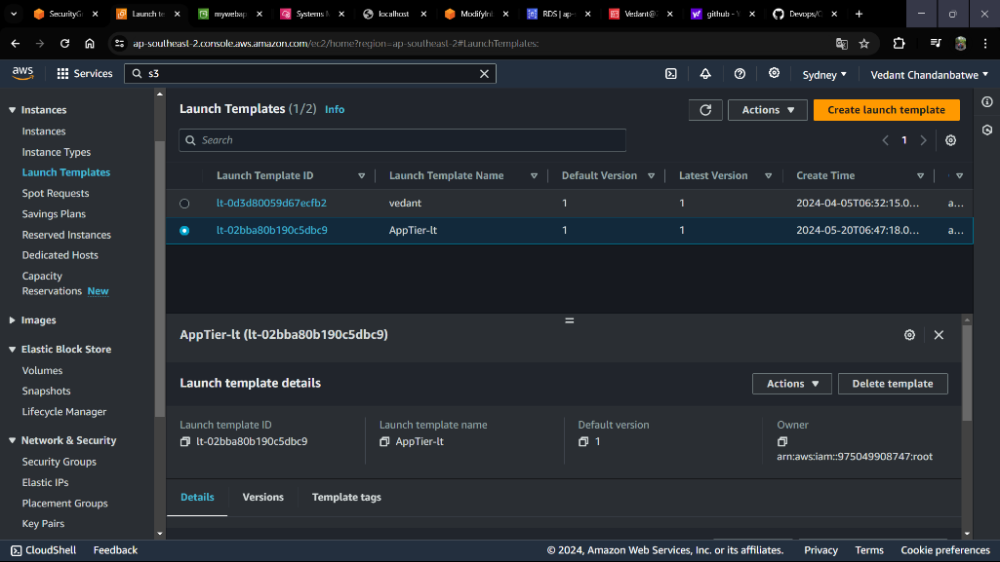 SecurityG
Launch te
mywebap
Systems M
localhost
ModifyInt
RDS | ap-s
Vedant@
github - V
Devops/C
ap-southeast-2.console.aws.amazon.com/ec2/home?region=ap-southeast-2#LaunchTemplates:
aws
Services
s3
Sydney
Vedant Chandanbatwe
Instances
Instances
Instance Types
Launch Templates
Spot Requests
Savings Plans
Reserved Instances
Dedicated Hosts
Capacity
Reservations New
Images
Elastic Block Store
Volumes
Snapshots
Lifecycle Manager
Network & Security
Security Groups
Elastic IPs
Placement Groups
Key Pairs
Launch Templates (1/2) Info
Actions
Create launch template
Search
1
Launch Template ID
Launch Template Name
Default Version
Latest Version
Create Time
lt-0d3d80059d67ecfb2 vedant 1 1 2024-04-05T06:32:15.0... a...
lt-02bba80b190c5dbc9 AppTier-lt 1 1 2024-05-20T06:47:18.0... a...
AppTier-lt (lt-02bba80b190c5dbc9)
Launch template details
Actions
Delete template
Launch template ID
lt-02bba80b190c5dbc9
Launch template name
AppTier-lt
Default version
1
Owner
arn:aws:iam::975049908747:root
Details
Versions
Template tags
CloudShell
Feedback
© 2024, Amazon Web Services, Inc. or its affiliates.
Privacy
Terms
Cookie preferences